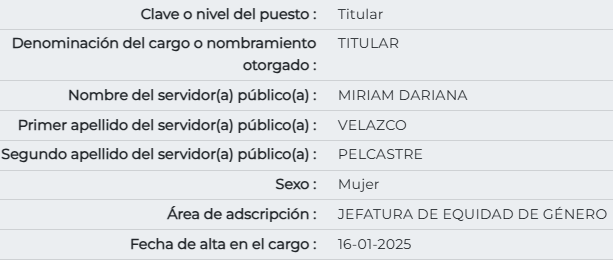 Clave o nivel del puesto : Titular
Denominación del cargo o nombramiento TITULAR
otorgado :
Nombre del servidor(a) público(a) : MIRIAM DARIANA
Primer apellido del servidor(a) público(a) : VELAZCO
Segundo apellido del servidor(a) público(a) : PELCASTRE
Sexo : Mujer
Área de adscripción : JEFATURA DE EQUIDAD DE GÉNERO
Fecha de alta en el cargo : 16-01-2025